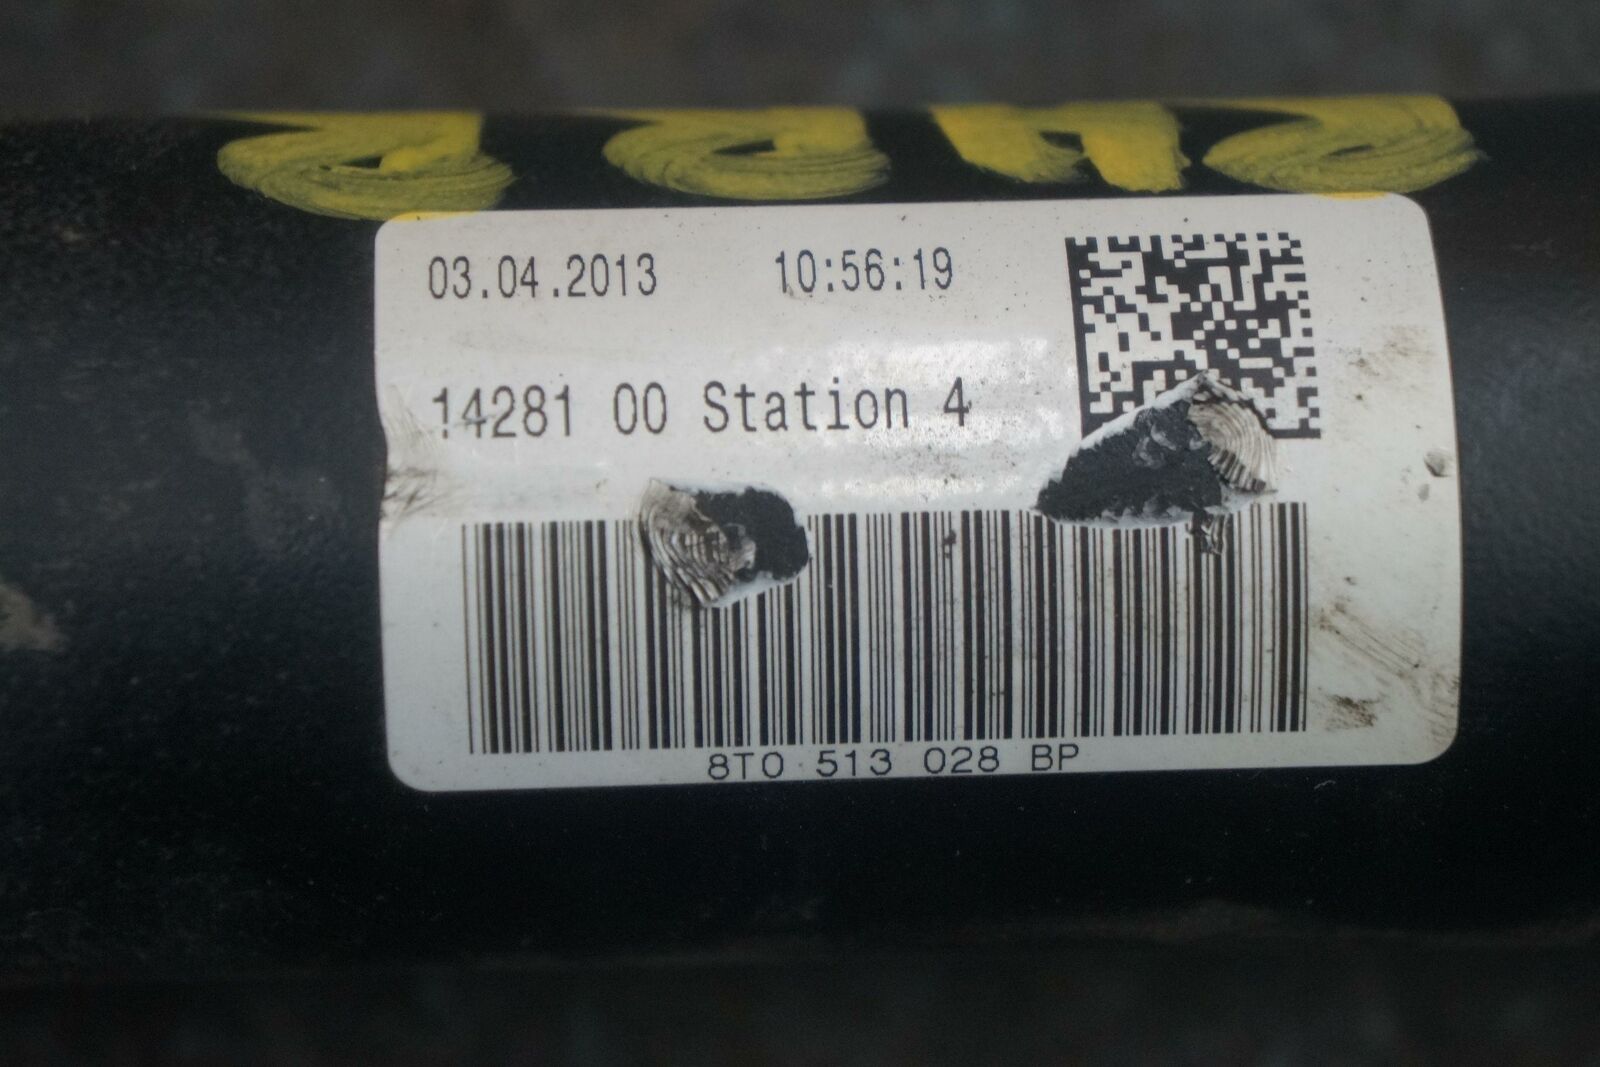 03.04.2013 10:56:19
14281 00 Station 4
8T0 513 028 BP